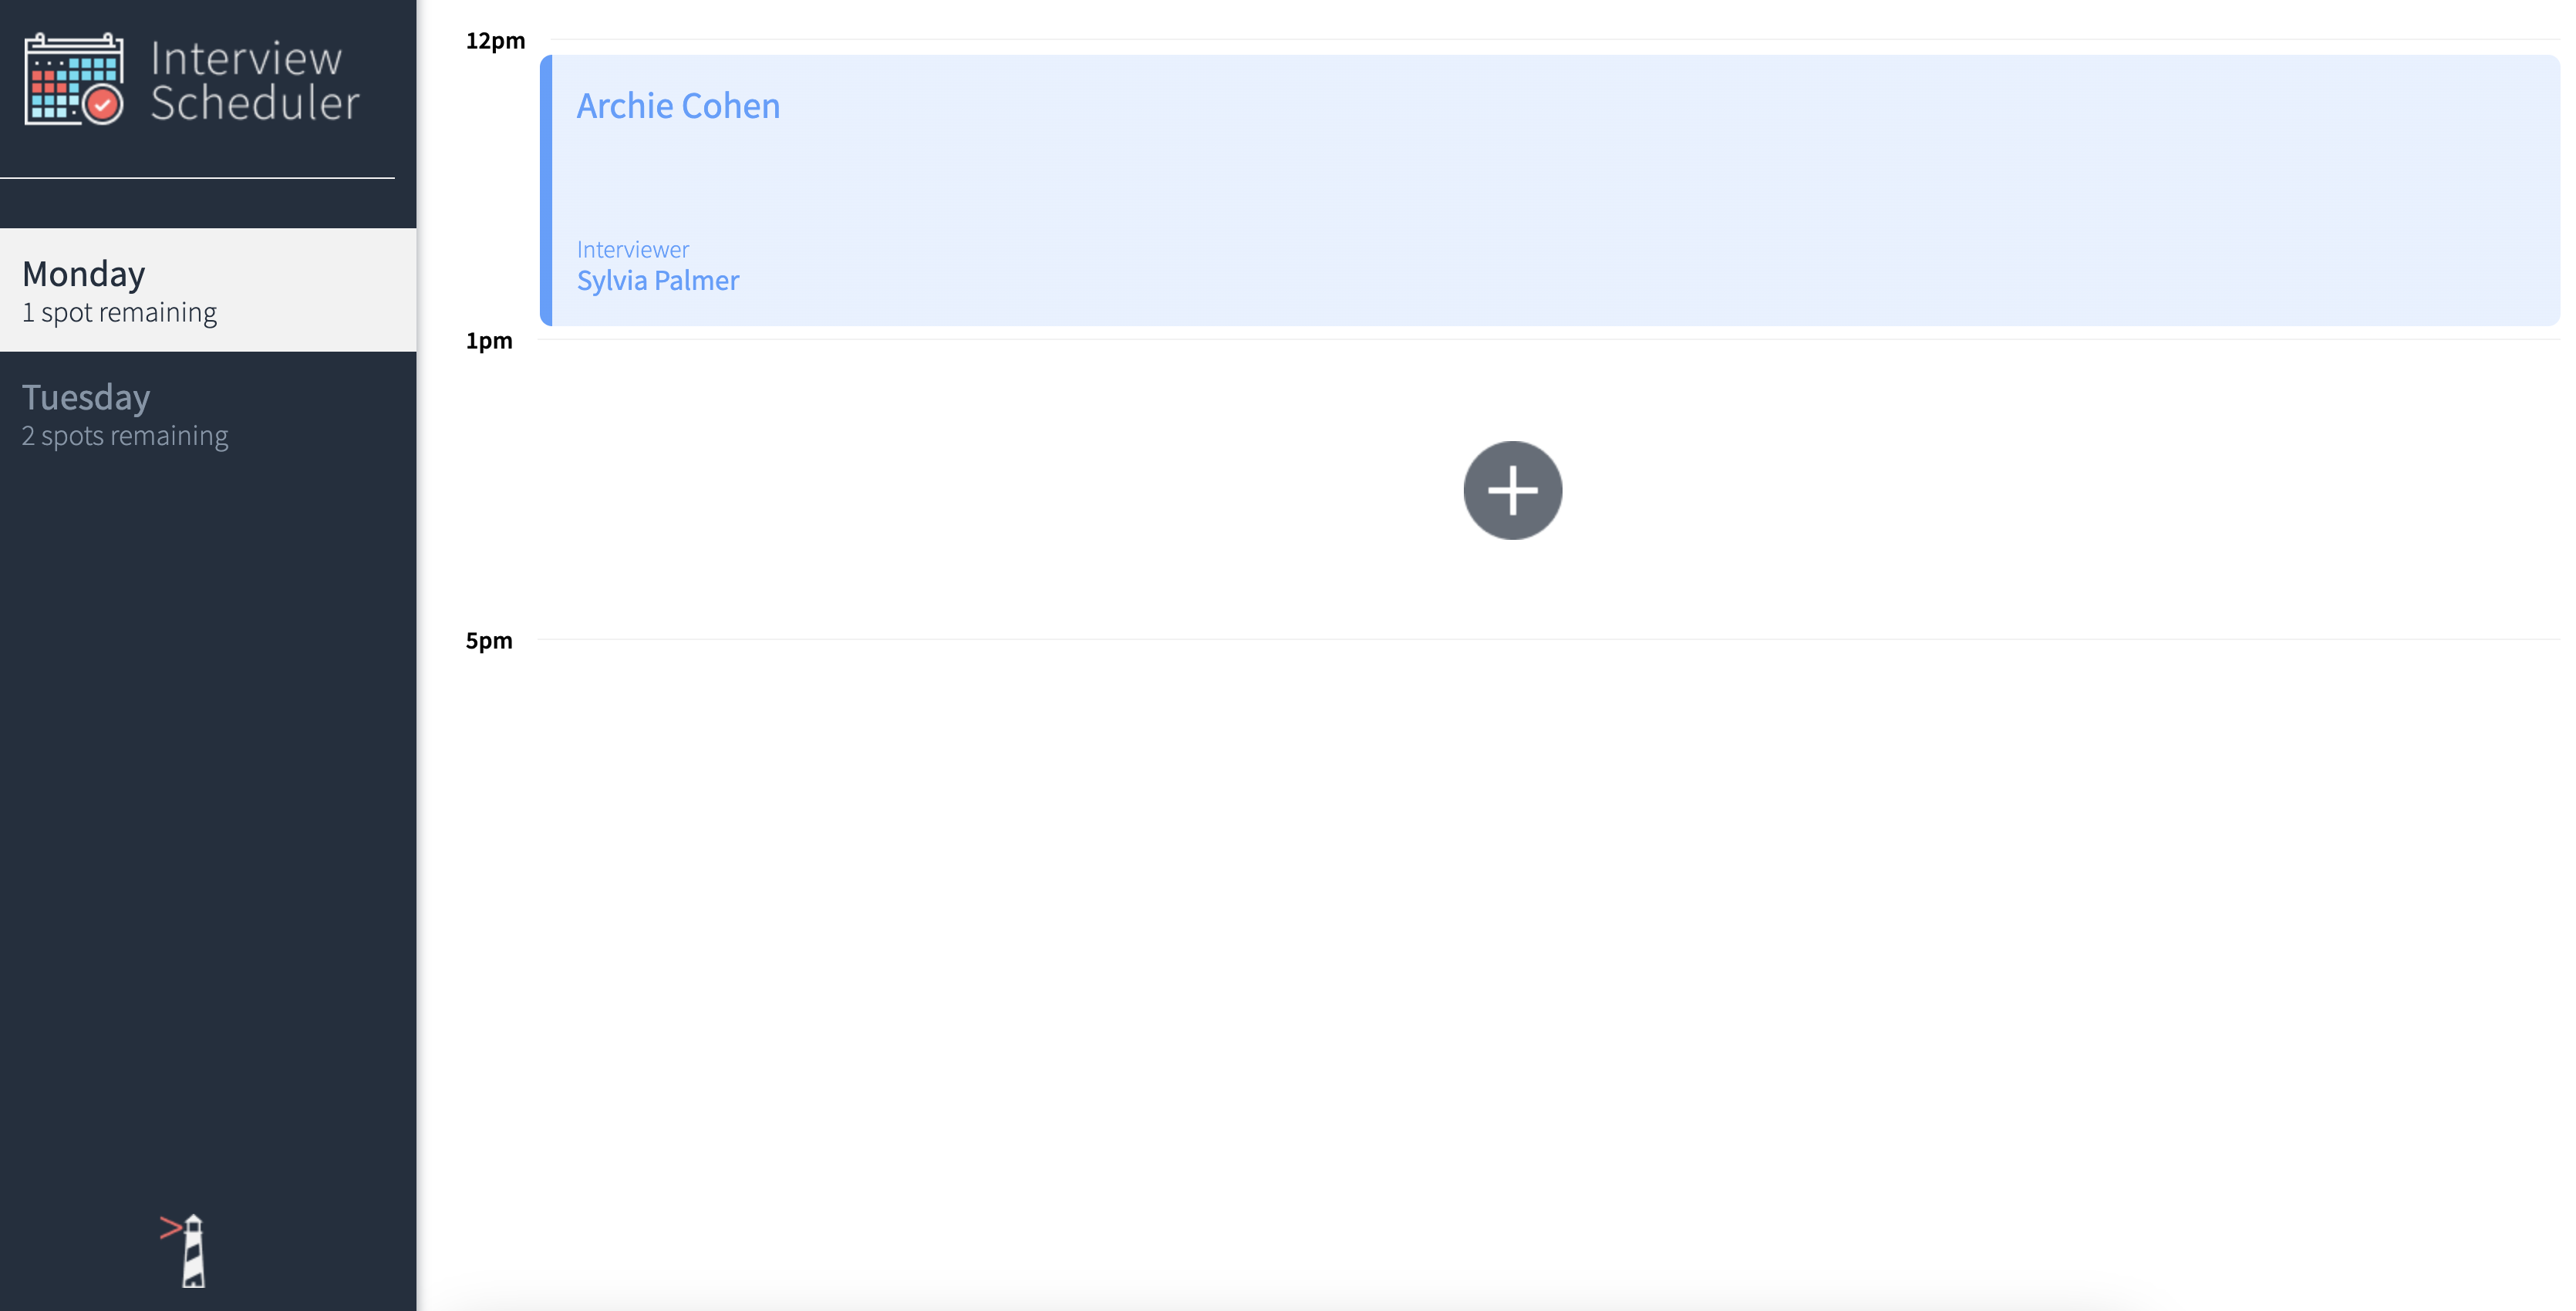 Interview
Scheduler
Monday
1 spot remaining
Tuesday
2 spots remaining
12pm
Archie Cohen
Interviewer
Sylvia Palmer
1pm
5pm